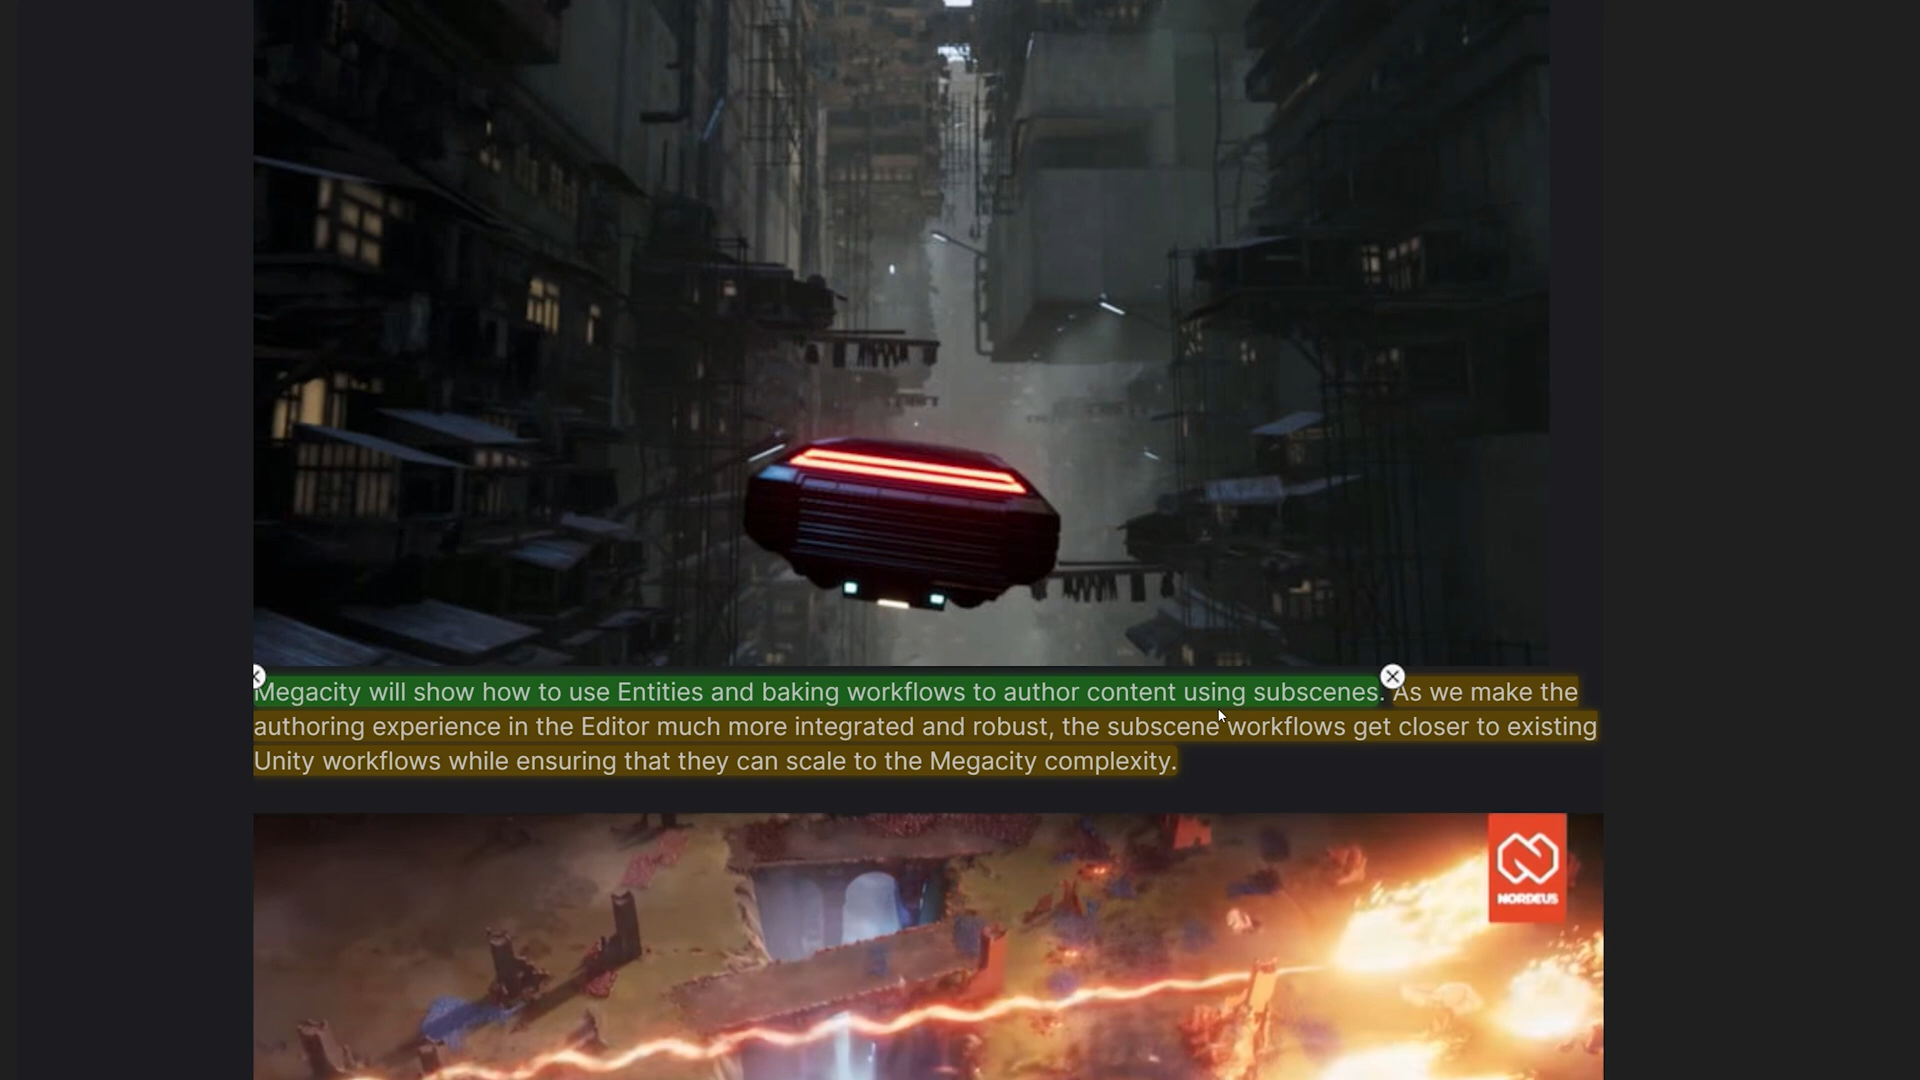 Megacity will show how to use Entities and baking workflows to author content using subscenes. As we make the
authoring experience in the Editor much more integrated and robust, the subscene workflows get closer to existing
Unity workflows while ensuring that they can scale to the Megacity complexity.
NORDEUS